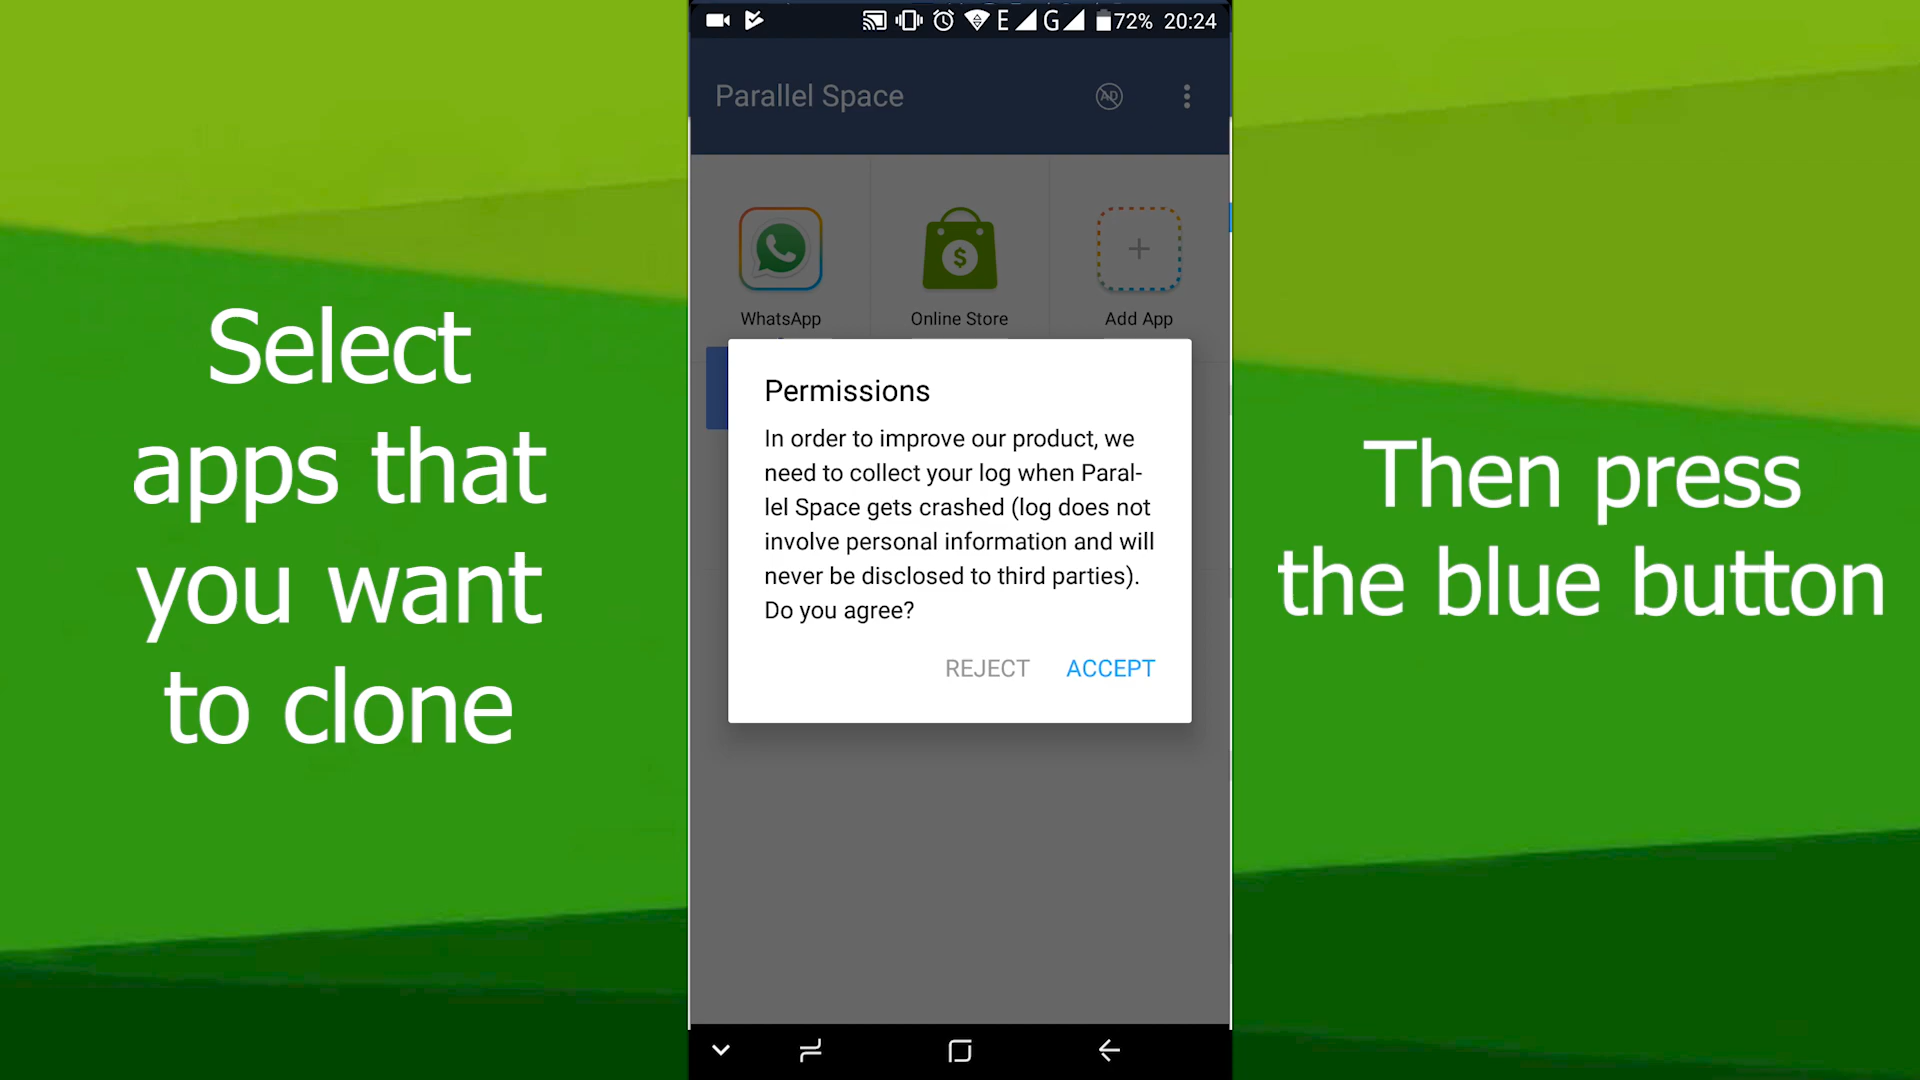 E G 72% 20:24
Parallel Space
AD
WhatsApp
Online Store
Add App
Permissions
In order to improve our product, we
need to collect your log when Paral-
lel Space gets crashed (log does not
involve personal information and will
never be disclosed to third parties).
Do you agree?
REJECT ACCEPT
Select
apps that
you want
to clone
Then press
the blue button